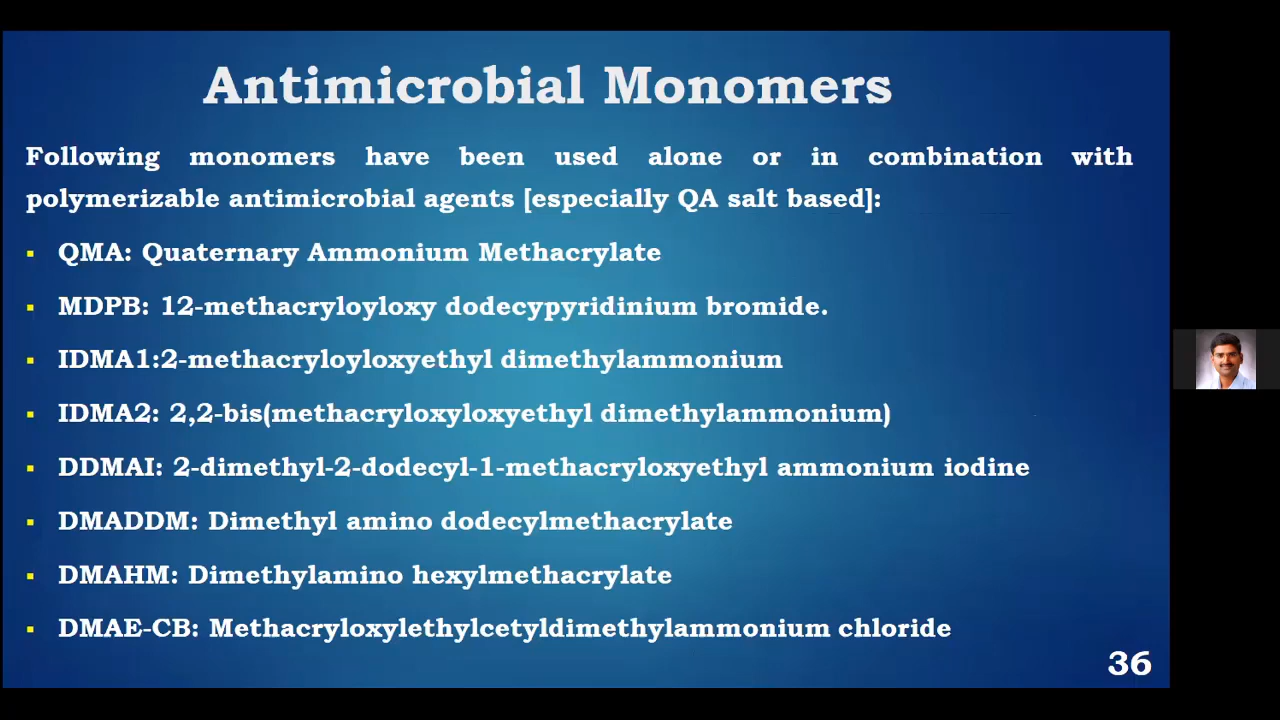 Antimicrobial Monomers
Following monomers have been used alone or in combination with
polymerizable antimicrobial agents [especially QA salt based]:
▪ QMA: Quaternary Ammonium Methacrylate
▪ MDPB: 12-methacryloyloxy dodecypyridinium bromide.
▪ IDMA1:2-methacryloyloxyethyl dimethylammonium
▪ IDMA2: 2,2-bis(methacryloxyloxyethyl dimethylammonium)
▪ DDMAI: 2-dimethyl-2-dodecyl-1-methacryloxyethyl ammonium iodine
▪ DMADDM: Dimethyl amino dodecylmethacrylate
▪ DMAHM: Dimethylamino hexylmethacrylate
▪ DMAE-CB: Methacryloxylethylcetyldimethylammonium chloride
36